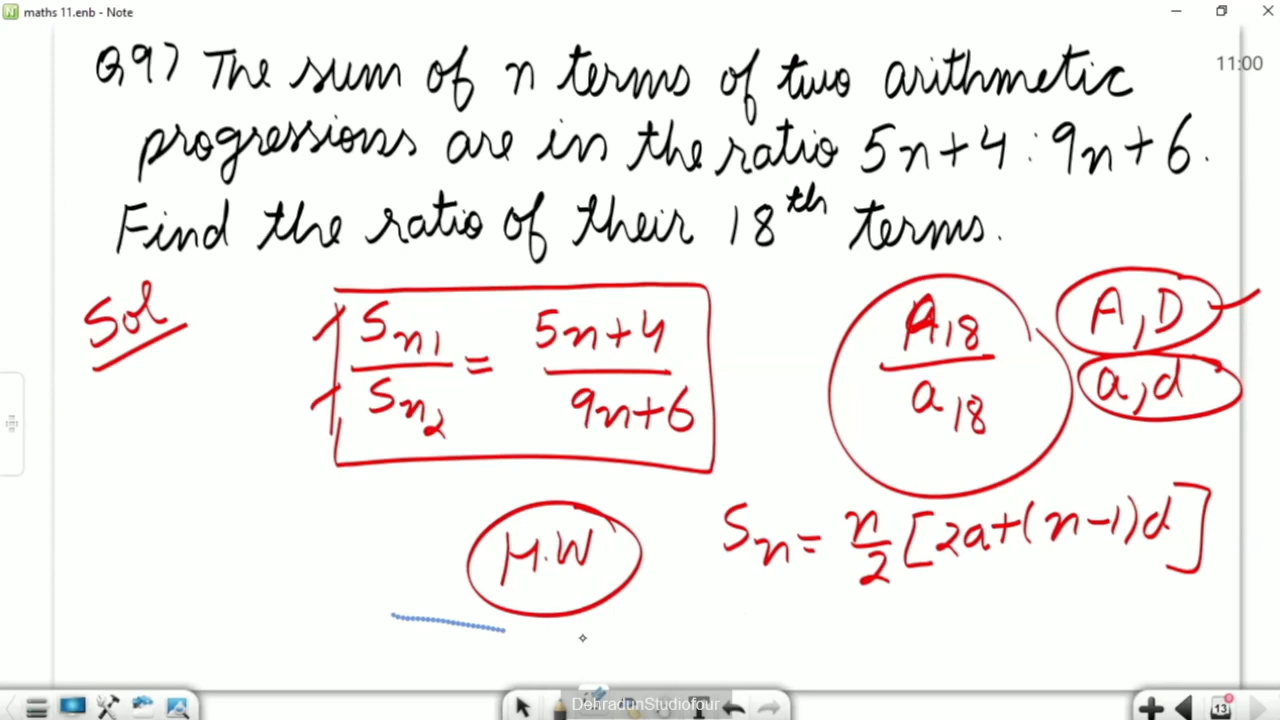 maths 11.enb - Note
11:00
Q97 The sum of n terms of two arithmetic
progressions are in the ratio 5n+4 : 9n+6.
Find the ratio of their 18th terms.
Sol
Sn1/Sn2 = 5n+4/9n+6
A18/a18
A, D
a, d
H.W
Sn = n/2 [2a+(n-1)d]
DehradunStudiofour
13